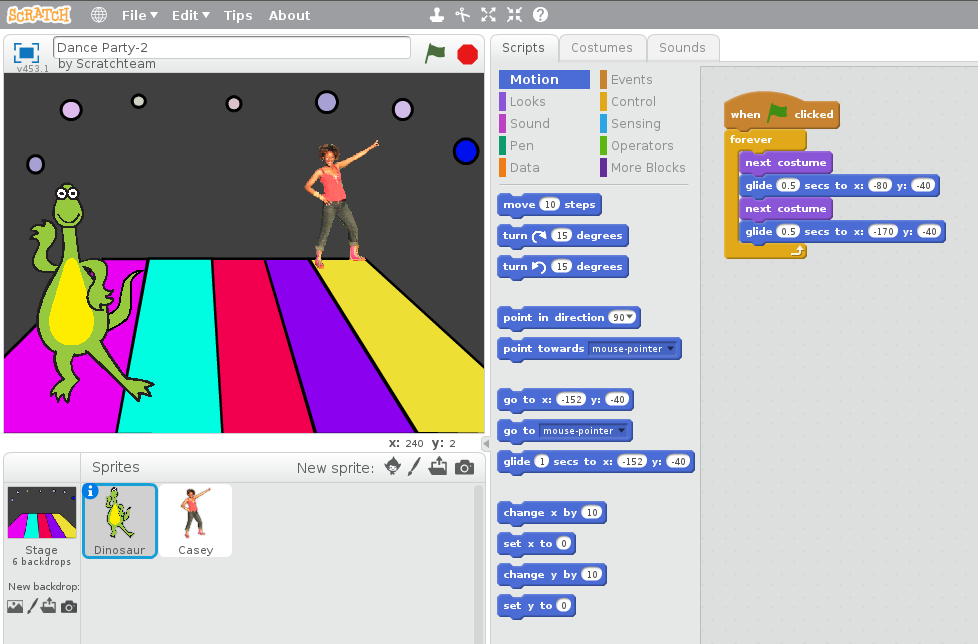 SCRATCH File Edit Tips About
Dance Party-2
by Scratchteam
v453.1
x: 240 y: 2
Sprites New sprite:
Stage
6 backdrops
New backdrop:
Dinosaur
Casey
Scripts Costumes Sounds
Motion Events
Looks Control
Sound Sensing
Pen Operators
Data More Blocks
move 10 steps
turn 15 degrees
turn 15 degrees
point in direction 90
point towards mouse-pointer
go to x: -152 y: -40
go to mouse-pointer
glide 1 secs to x: -152 y: -40
change x by 10
set x to 0
change y by 10
set y to 0
when clicked
forever
next costume
glide 0.5 secs to x: -80 y: -40
next costume
glide 0.5 secs to x: -170 y: -40